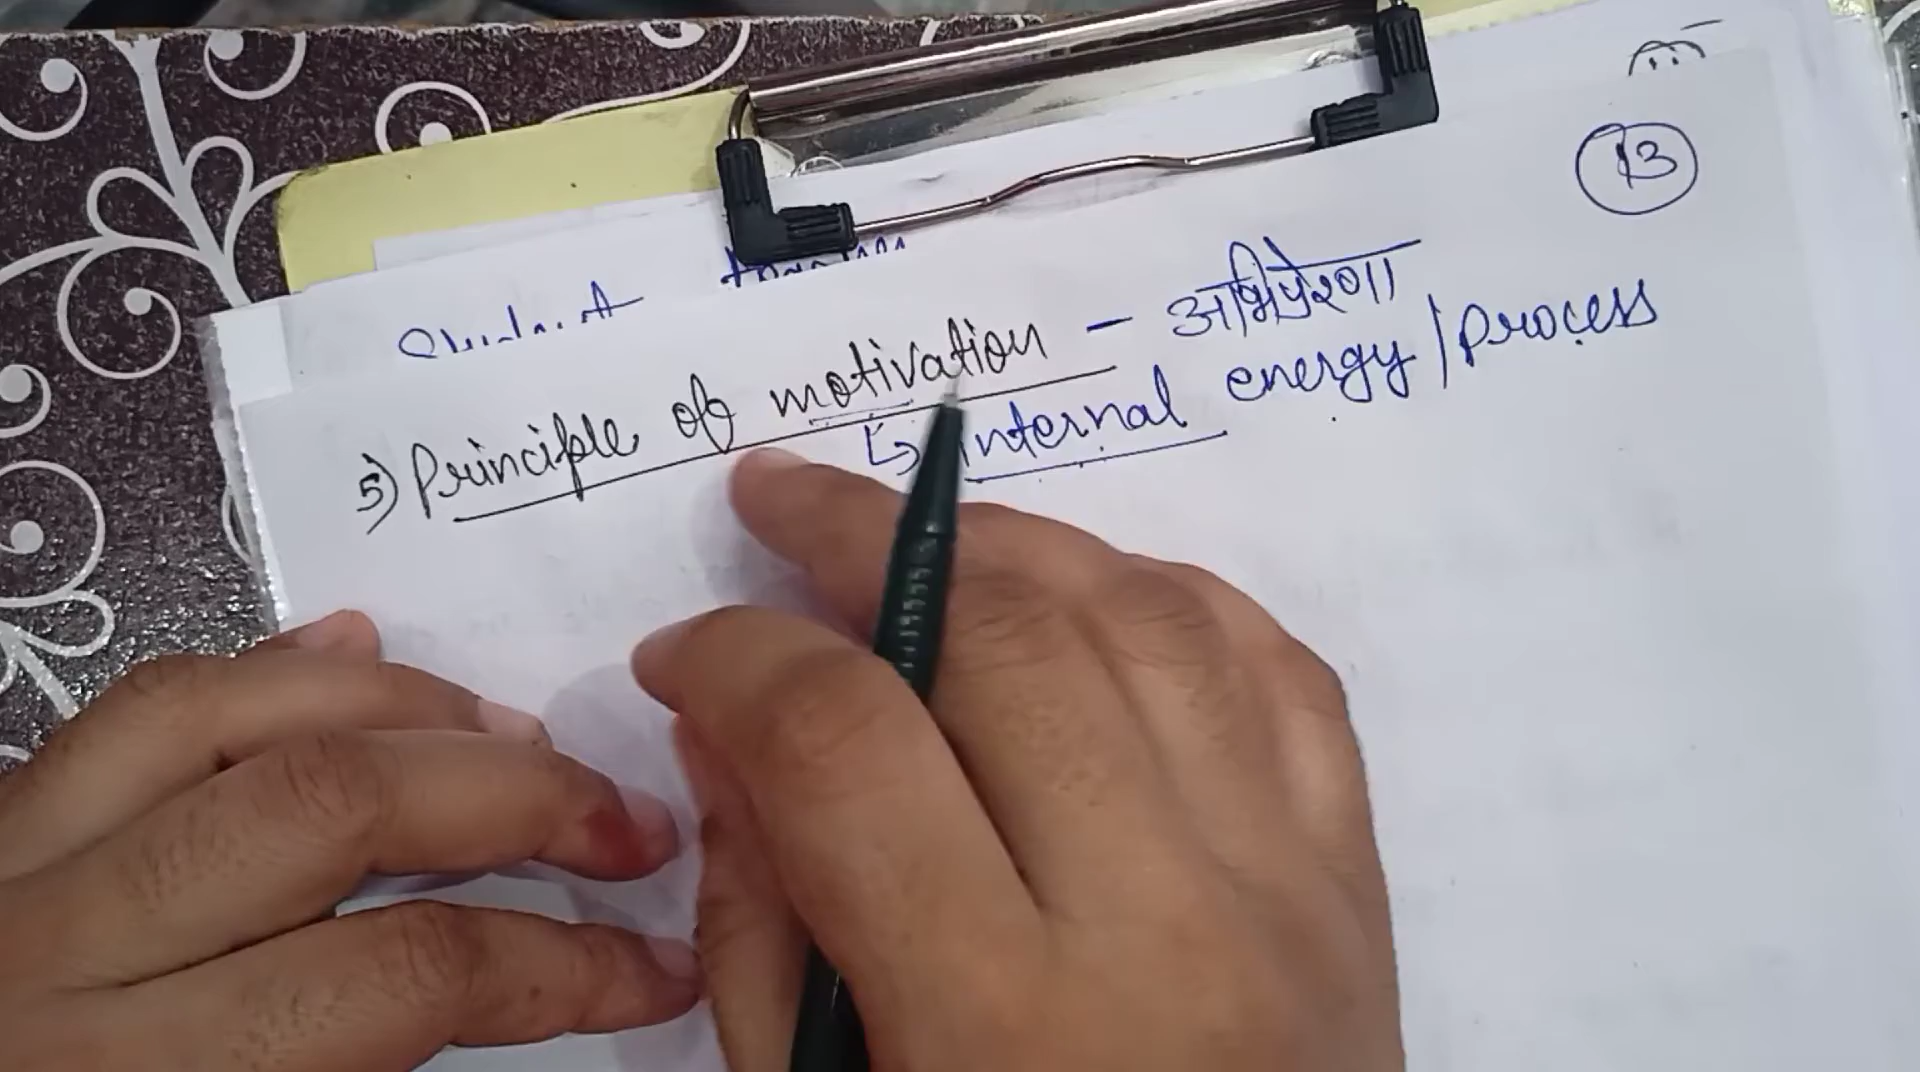 13
5) Principle of motivation - अभिप्रेरणा
↳ Internal energy / Process